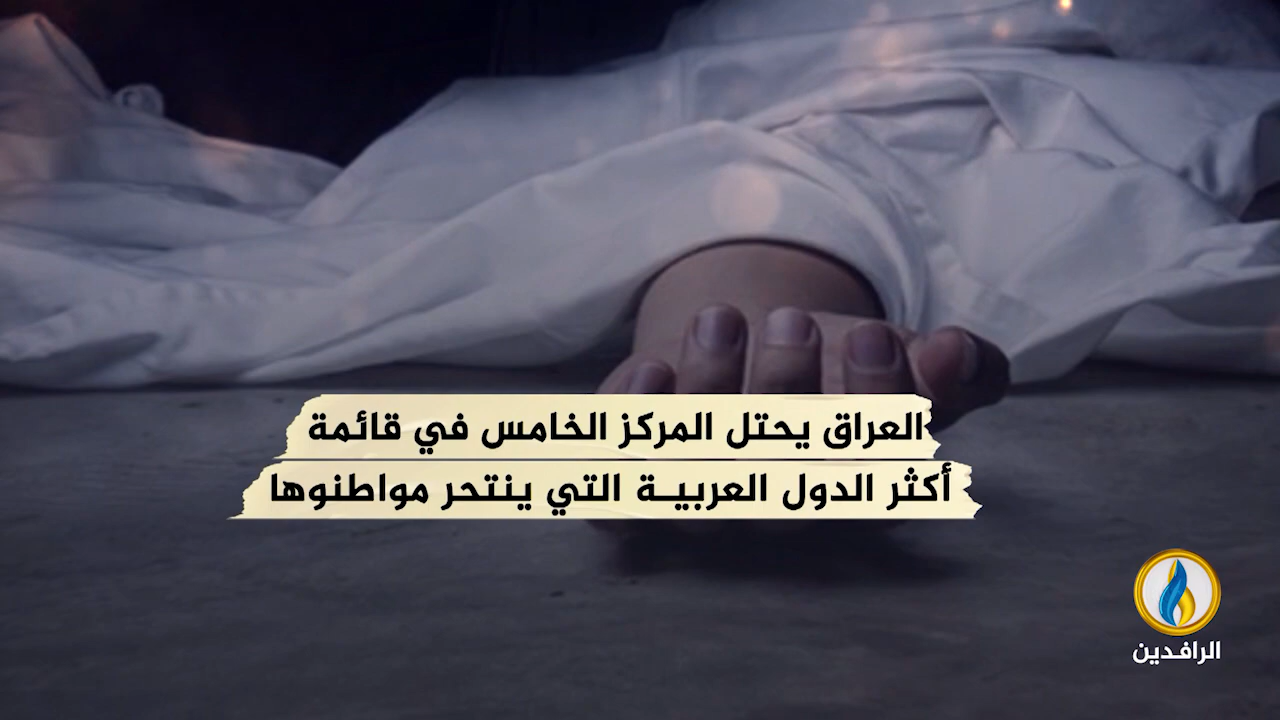 العراق يحتل المركز الخامس في قائمة
أكثر الدول العربيـة التي ينتحر مواطنوها
الرافدين